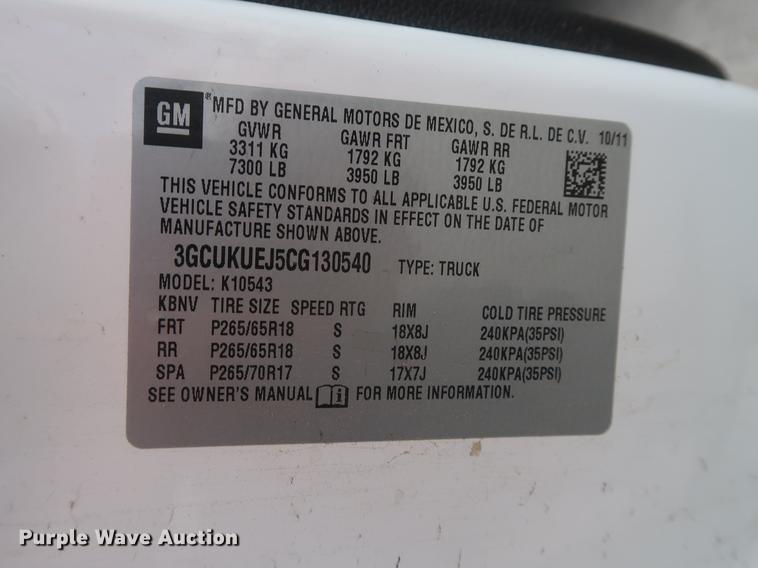 GM ®MFD BY GENERAL MOTORS DE MEXICO, S. DE R.L. DE C.V. 10/11
GVWR GAWR FRT GAWR RR
3311 KG 1792 KG 1792 KG
7300 LB 3950 LB 3950 LB
THIS VEHICLE CONFORMS TO ALL APPLICABLE U.S. FEDERAL MOTOR
VEHICLE SAFETY STANDARDS IN EFFECT ON THE DATE OF
MANUFACTURE SHOWN ABOVE.
3GCUKUEJ5CG130540 TYPE: TRUCK
MODEL: K10543
KBNV TIRE SIZE SPEED RTG RIM COLD TIRE PRESSURE
FRT P265/65R18 S 18X8J 240KPA(35PSI)
RR P265/65R18 S 18X8J 240KPA(35PSI)
SPA P265/70R17 S 17X7J 240KPA(35PSI)
SEE OWNER'S MANUAL i FOR MORE INFORMATION.
Purple Wave Auction